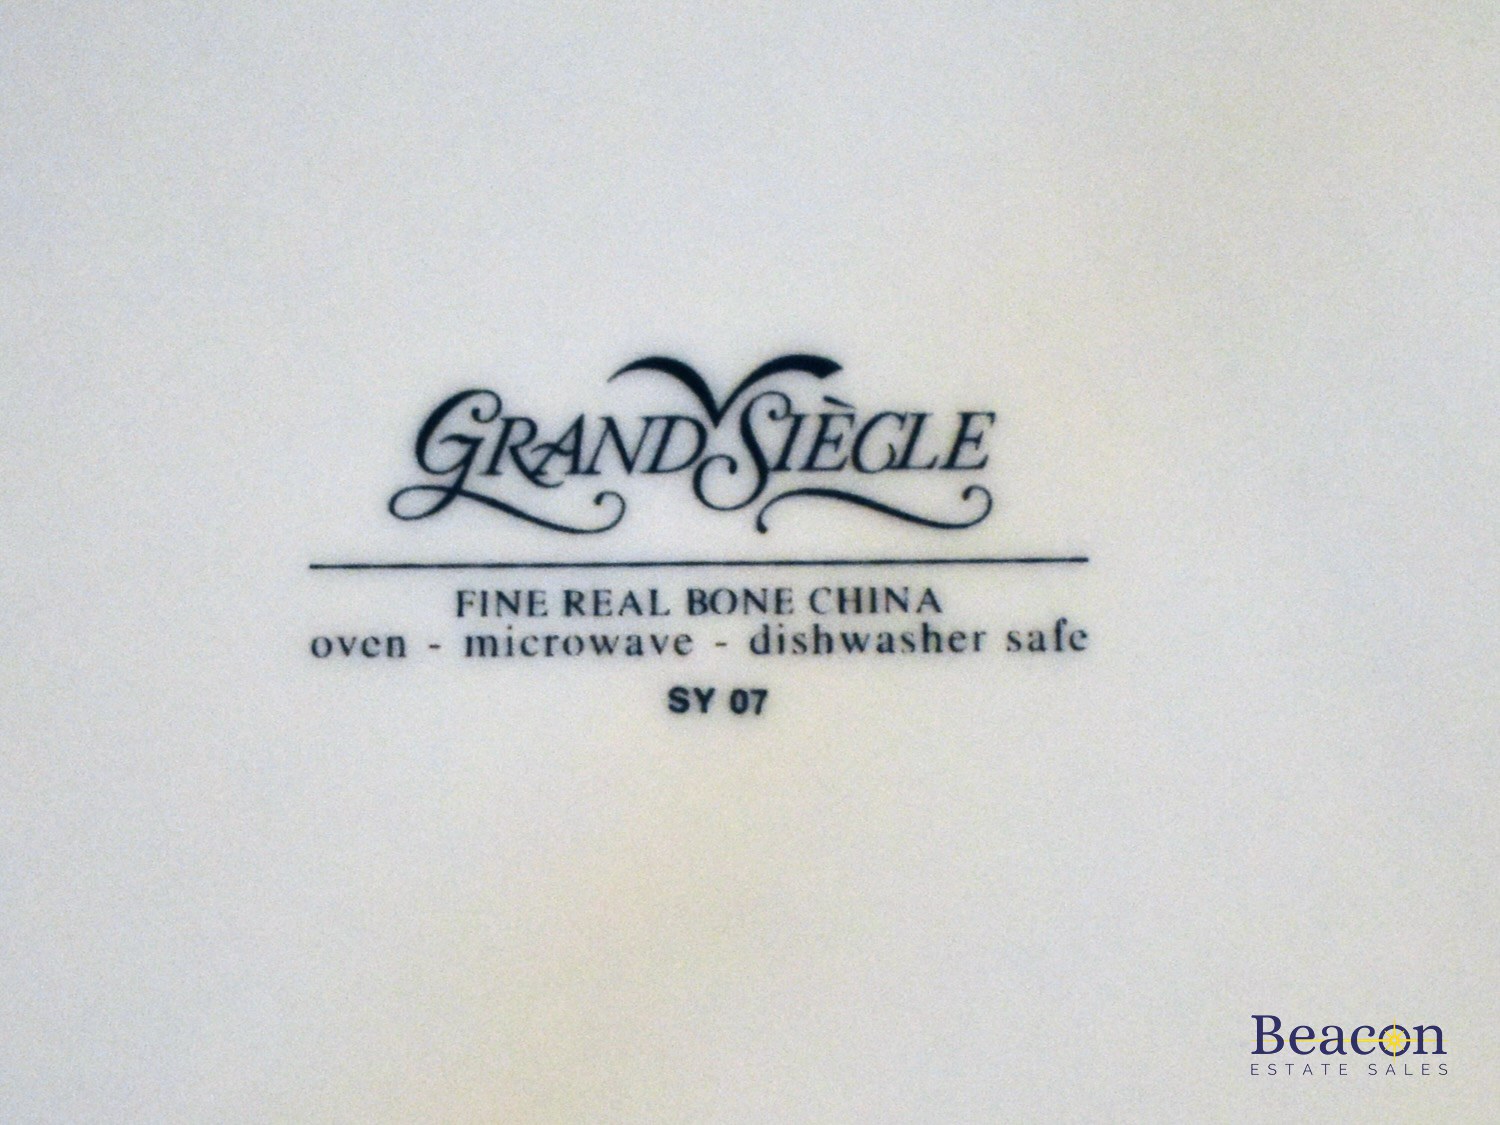 GRAND SIÈCLE
FINE REAL BONE CHINA
oven - microwave - dishwasher safe
SY 07
Beacon
ESTATE SALES